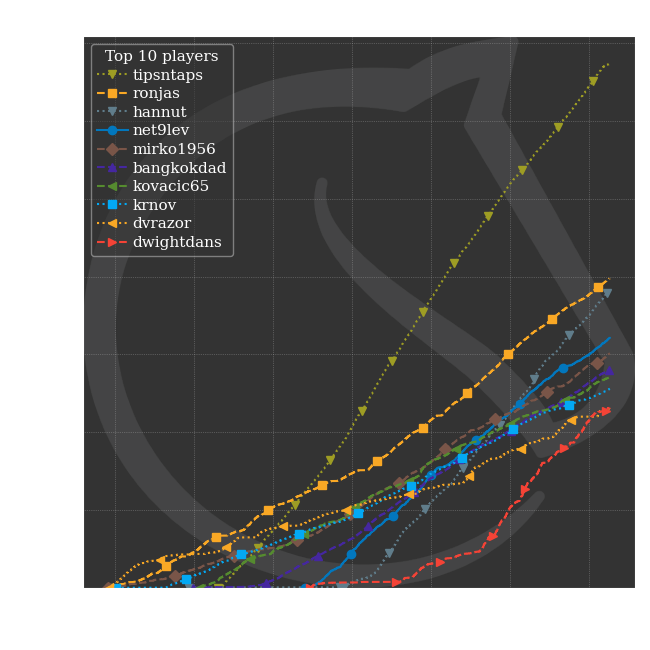 Top 10 players
tipsntaps
ronjas
hannut
net9lev
mirko1956
bangkokdad
kovacic65
krnov
dvrazor
dwightdans